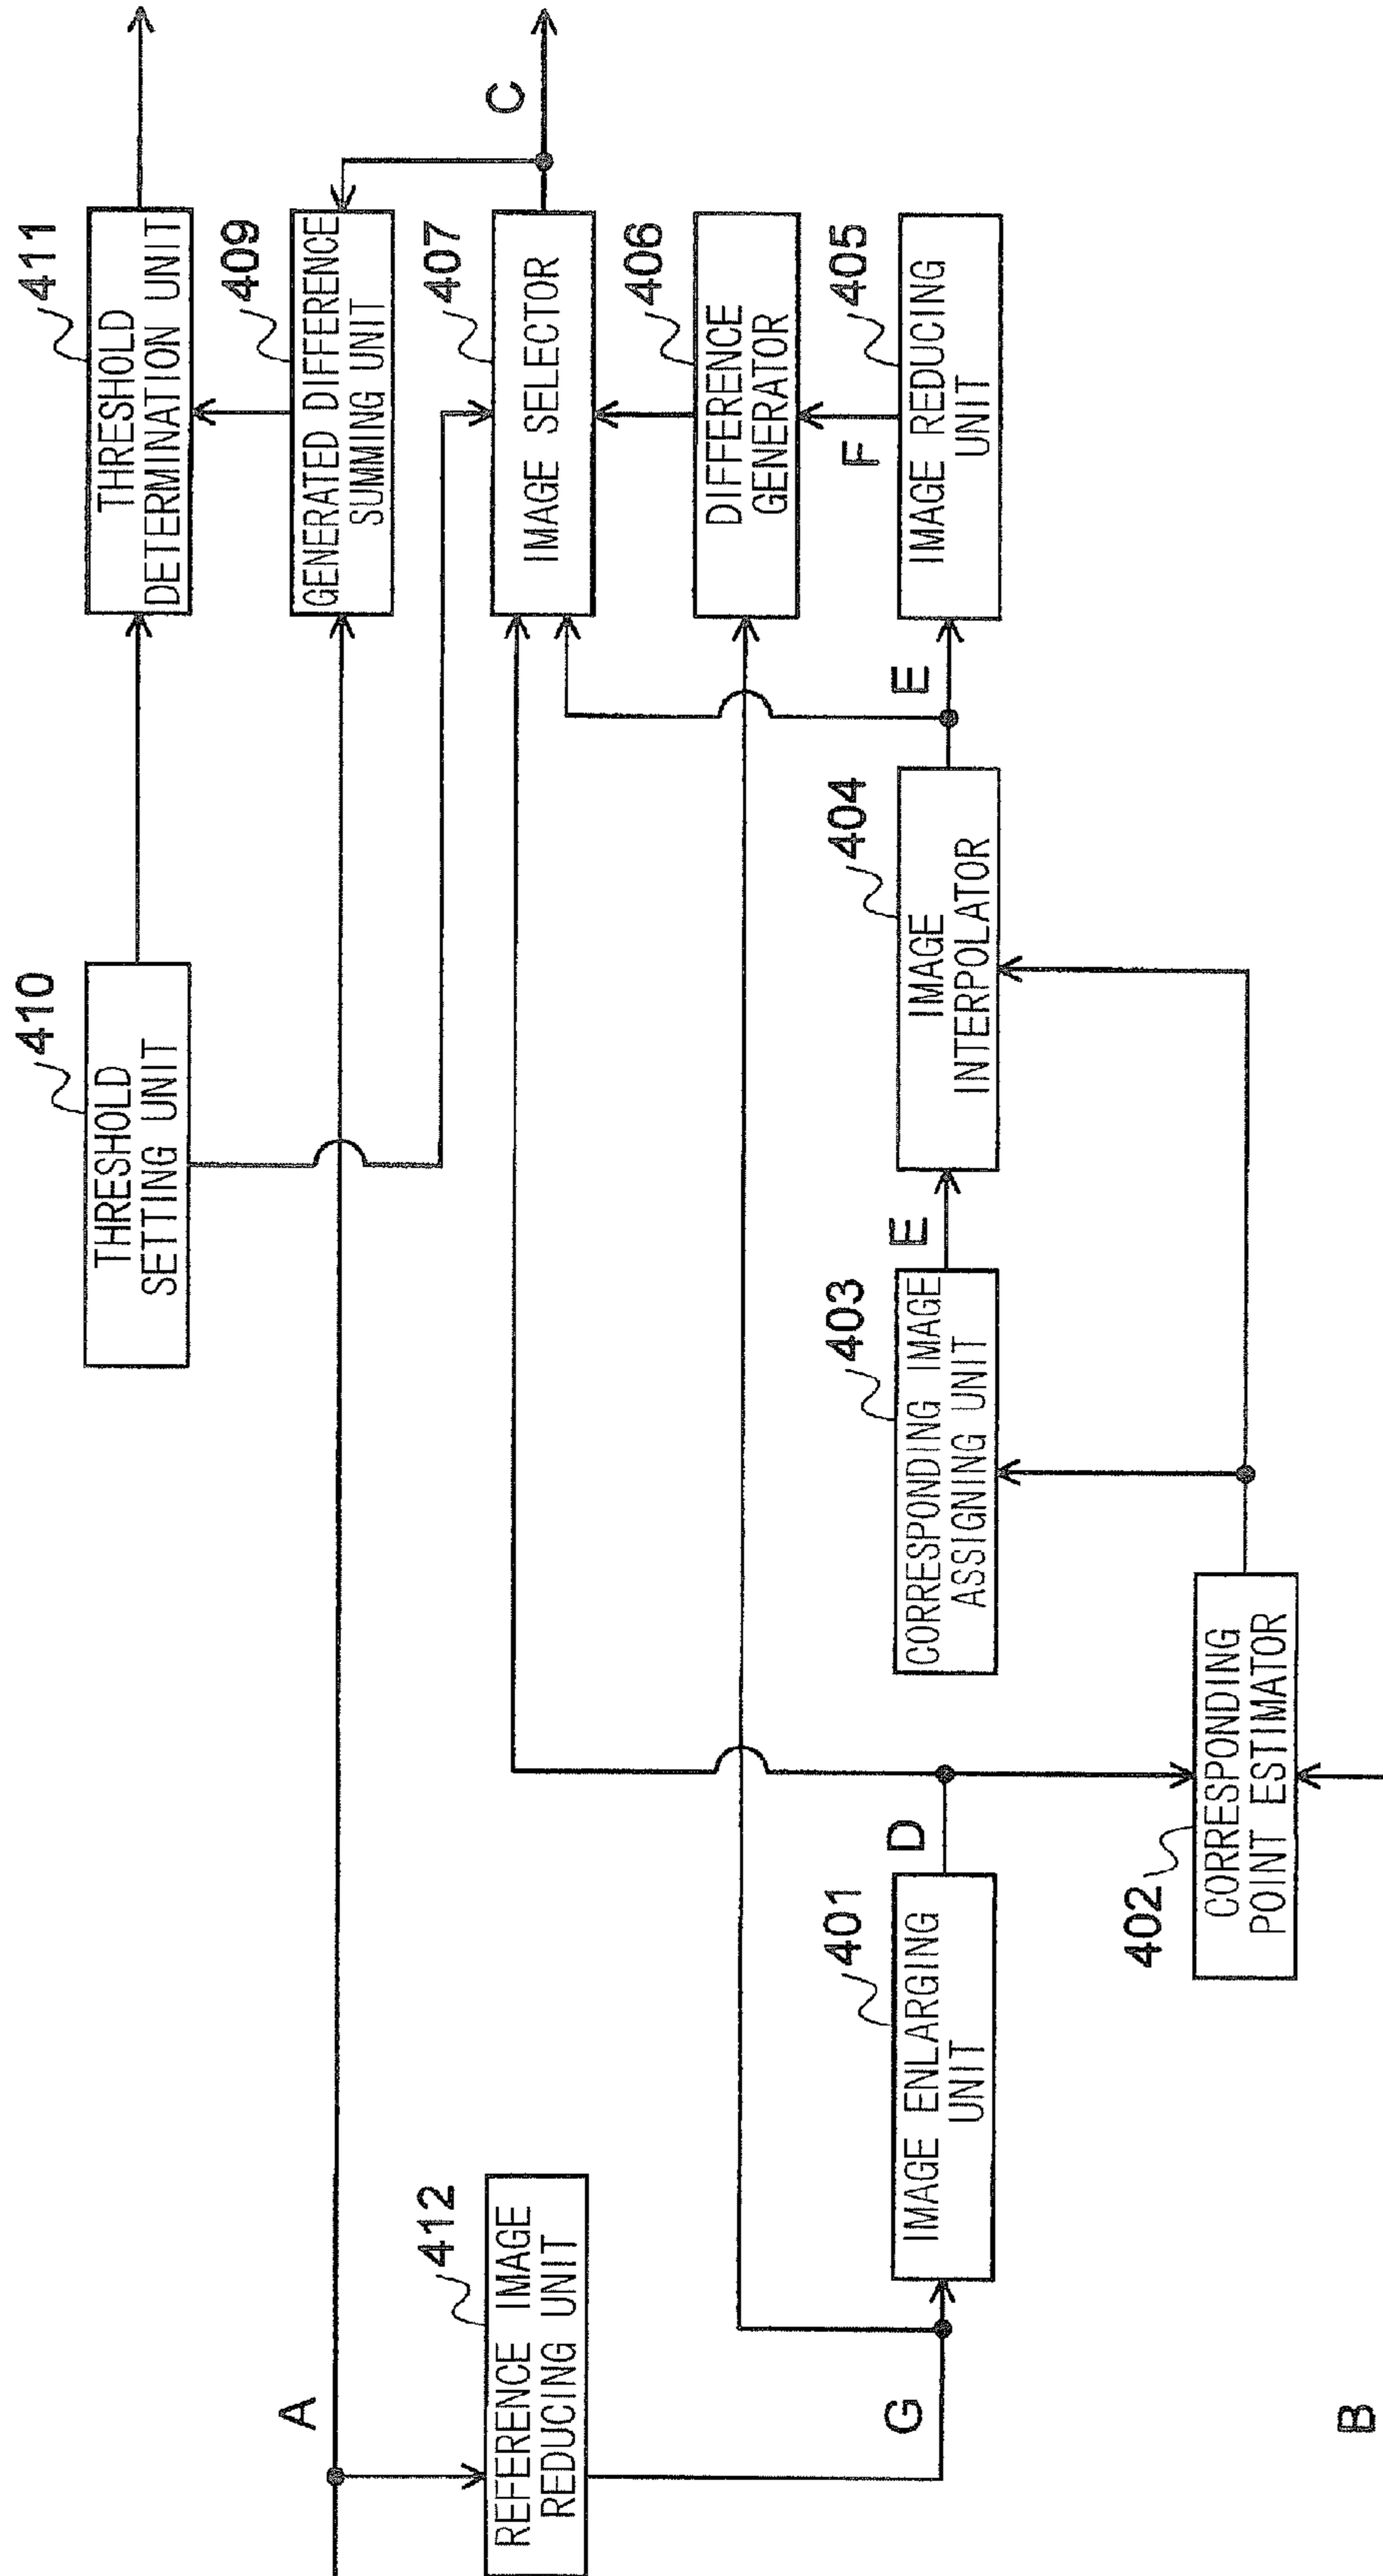 A
412
REFERENCE IMAGE
REDUCING UNIT
G
B
401
IMAGE ENLARGING
UNIT
D
402
CORRESPONDING
POINT ESTIMATOR
403
CORRESPONDING IMAGE
ASSIGNING UNIT
E
410
THRESHOLD
SETTING UNIT
404
IMAGE
INTERPOLATOR
E
411
THRESHOLD
DETERMINATION UNIT
409
GENERATED DIFFERENCE
SUMMING UNIT
407
IMAGE SELECTOR
406
DIFFERENCE
GENERATOR
F
405
IMAGE REDUCING
UNIT
C